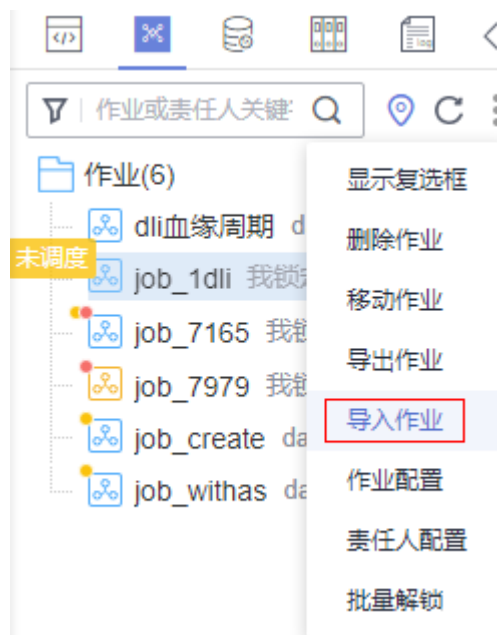 作业或责任人关键
作业(6)
显示复选框
dli血缘周期 d
删除作业
未调度
job_1dli 我锁
移动作业
job_7165 我锁
导出作业
job_7979 我锁
导入作业
job_create da
作业配置
job_withas da
责任人配置
批量解锁